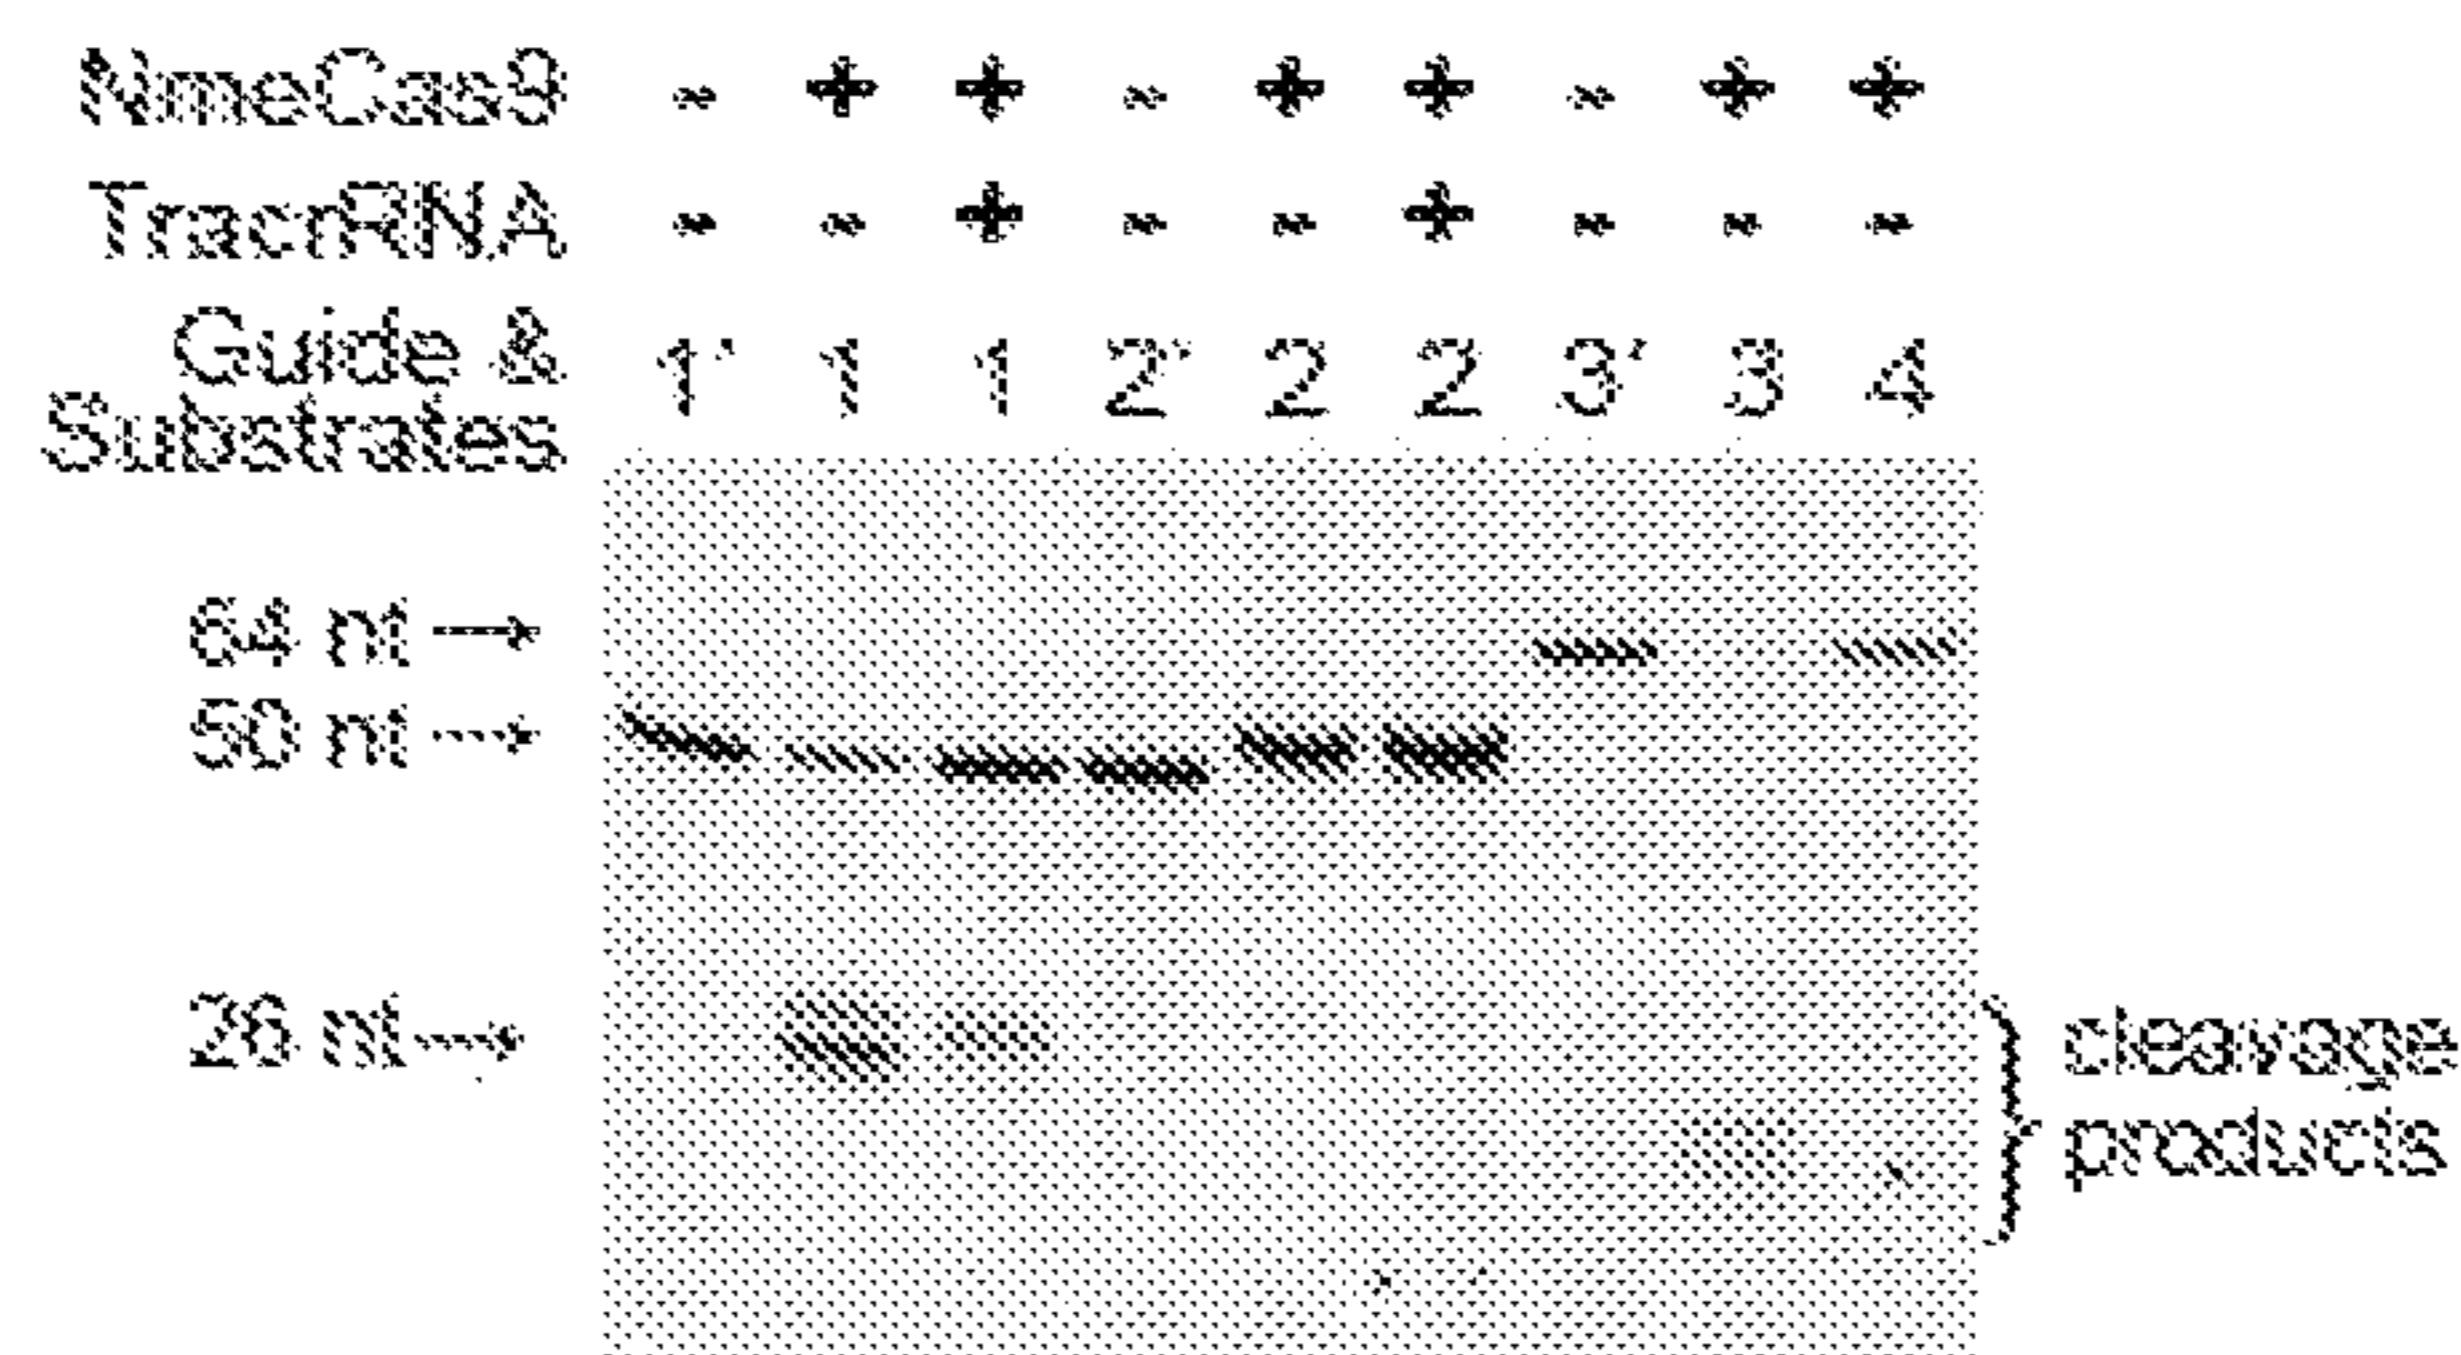 NmeCas9 - + + - + + - + +
TracrRNA - - + - - + - - -
Guide &
Substrates 1' 1 1 2' 2 2 3' 3 4
64 nt →
50 nt →
26 nt →
cleavage
products